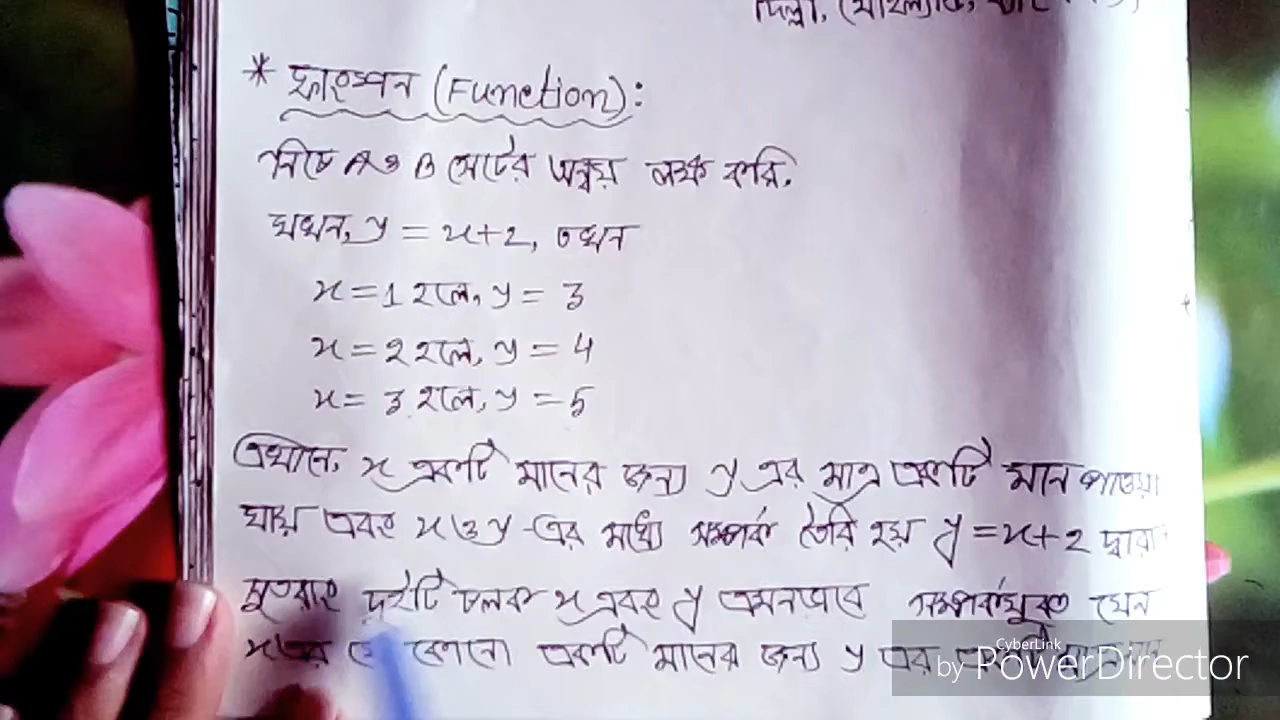 দিল্লী,
* ফাংশন (Function):
নিচে A ও B সেটের অন্বয় লক্ষ করি.
যখন, y = x+2, তখন
x = 1 হলে, y = 3
x = 2 হলে, y = 4
x = 3 হলে, y = 5
এখানে, x একটি মানের জন্য y এর মাত্র একটি মান পাওয়া
যায় এবং x ও y -এর মধ্যে সম্পর্ক তৈরি হয় y = x+2 দ্বারা
সুতরাং দুইটি চলক x এবং y এমনভাবে সম্পর্কযুক্ত যেন
x এর কোনো একটি মানের জন্য y এর
by CyberLink PowerDirector